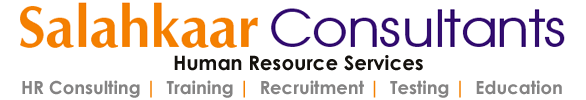 Salahkaar Consultants
Human Resource Services
HR Consulting | Training | Recruitment | Testing | Education